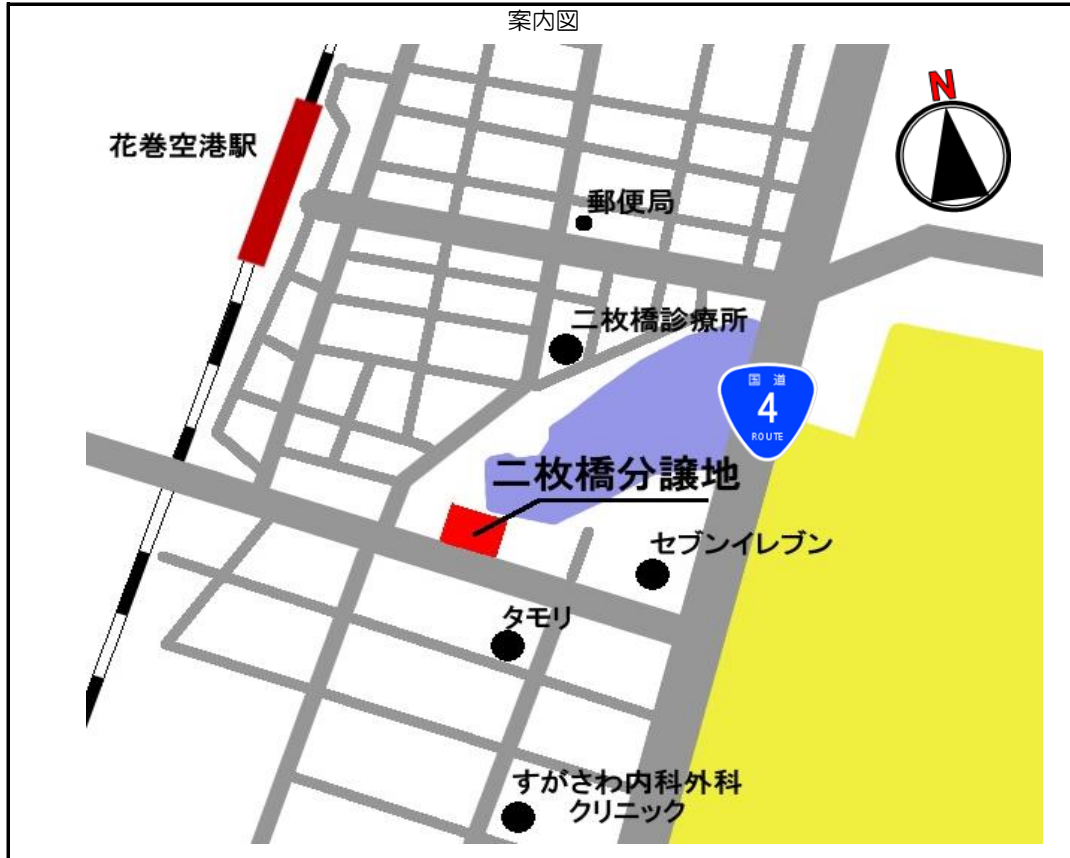 案内図
N
花巻空港駅
郵便局
二枚橋診療所
国道
4
ROUTE
二枚橋分譲地
セブンイレブン
タモリ
すがさわ内科外科
クリニック